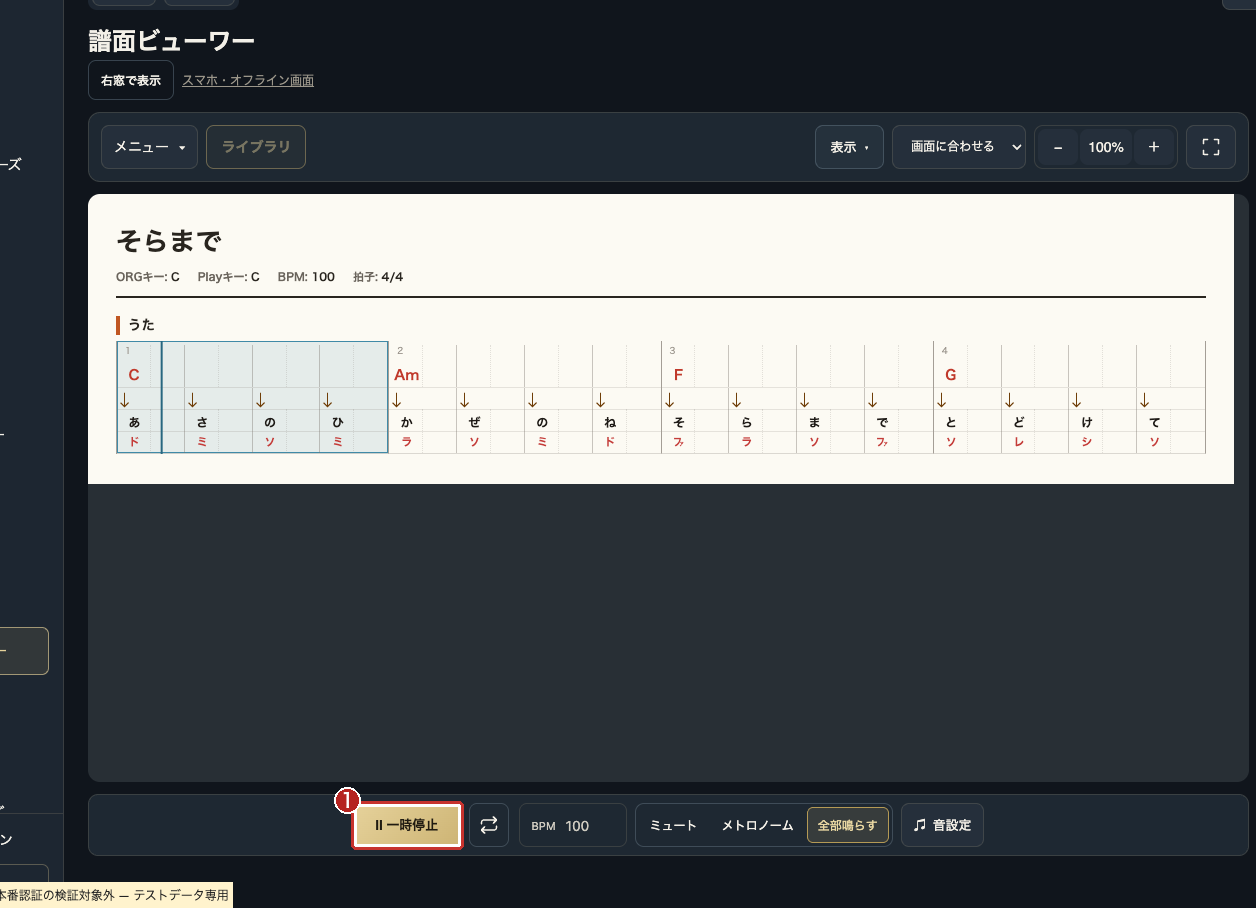 譜面ビューワー
右窓で表示 スマホ・オフライン画面
メニュー ライブラリ 表示 画面に合わせる − 100% +
ーズ
そらまで
ORGキー: C Playキー: C BPM: 100 拍子: 4/4
うた
1 2 3 4
C Am F G
↓ ↓ ↓ ↓ ↓ ↓ ↓ ↓ ↓ ↓ ↓ ↓ ↓ ↓ ↓ ↓
あ さ の ひ か ぜ の ね そ ら ま で と ど け て
ド ミ ソ ミ ラ ソ ミ ド ファ ラ ソ ファ ソ レ シ ソ
ー
ー
1
II 一時停止 BPM 100 ミュート メトロノーム 全部鳴らす 音設定
ン
本番認証の検証対象外 — テストデータ専用